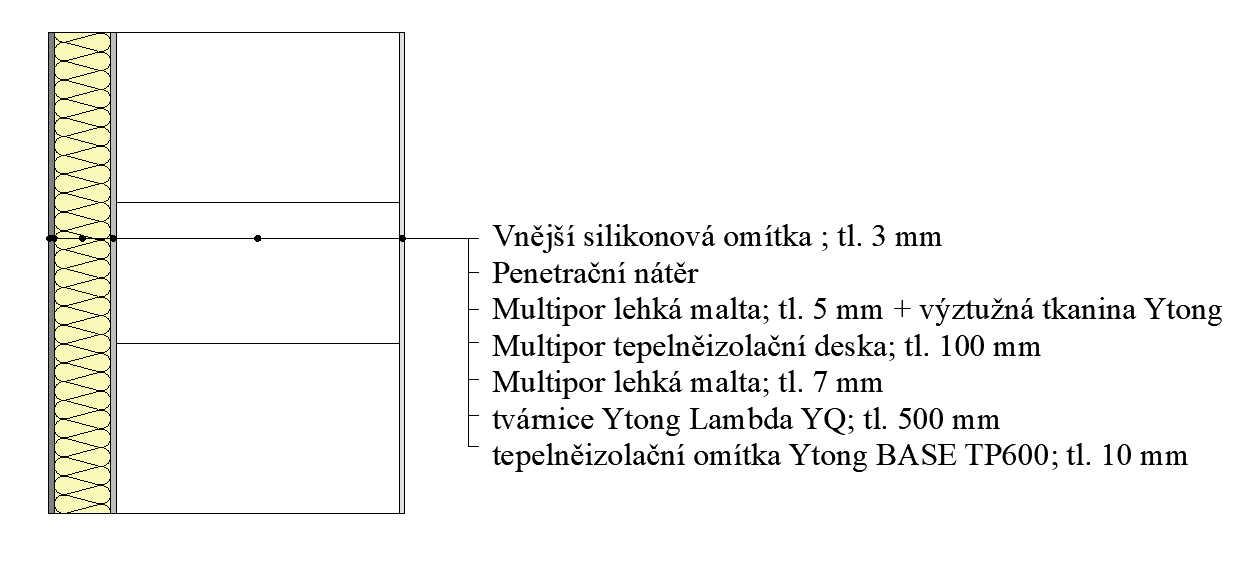 Vnější silikonová omítka ; tl. 3 mm
Penetrační nátěr
Multipor lehká malta; tl. 5 mm + výztužná tkanina Ytong
Multipor tepelněizolační deska; tl. 100 mm
Multipor lehká malta; tl. 7 mm
tvárnice Ytong Lambda YQ; tl. 500 mm
tepelněizolační omítka Ytong BASE TP600; tl. 10 mm